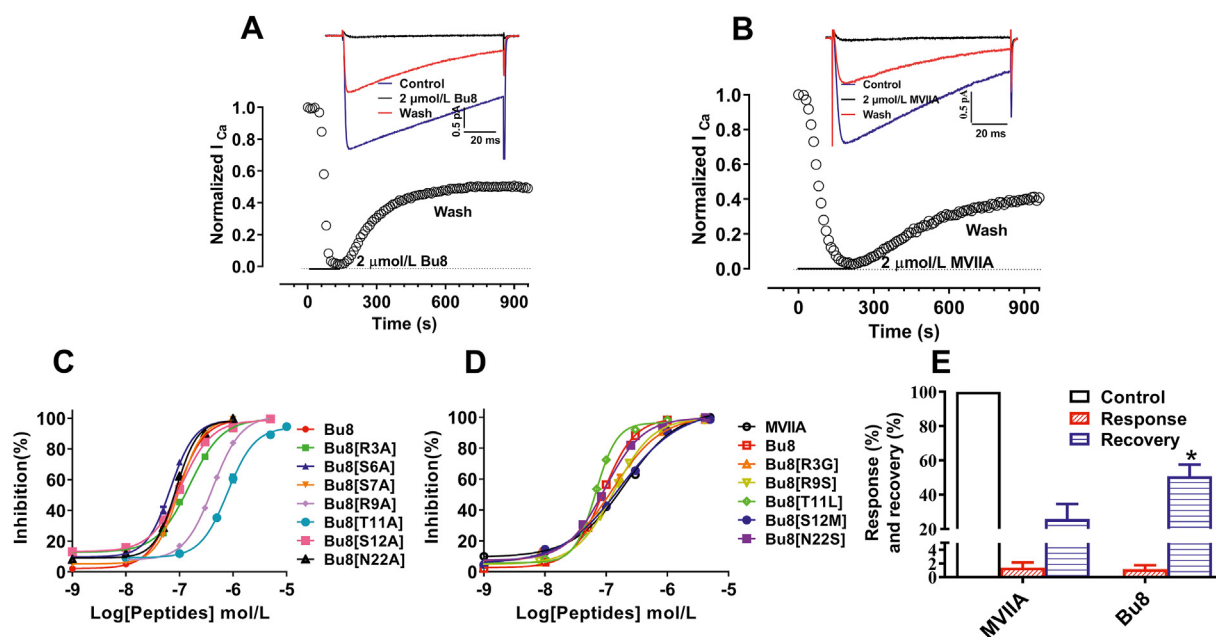 A
Control
2 μmol/L Bu8
Wash
0.5 pA
20 ms
Normalized I Ca
1.0
0.8
0.6
0.4
0.2
0.0
Wash
2 μmol/L Bu8
0 300 600 900
Time (s)
B
Control
2 μmol/L MVIIA
Wash
0.5 pA
20 ms
Normalized I Ca
1.0
0.8
0.6
0.4
0.2
0.0
Wash
2 μmol/L MVIIA
0 300 600 900
Time (s)
C
Inhibition(%)
100
80
60
40
20
0
-9 -8 -7 -6 -5
Log[Peptides] mol/L
Bu8
Bu8[R3A]
Bu8[S6A]
Bu8[S7A]
Bu8[R9A]
Bu8[T11A]
Bu8[S12A]
Bu8[N22A]
D
Inhibition(%)
100
80
60
40
20
0
-9 -8 -7 -6 -5
Log[Peptides] mol/L
MVIIA
Bu8
Bu8[R3G]
Bu8[R9S]
Bu8[T11L]
Bu8[S12M]
Bu8[N22S]
E
Response (%)
and recovery (%)
100
80
60
40
20
4
2
0
Control
Response
Recovery
*
MVIIA
Bu8